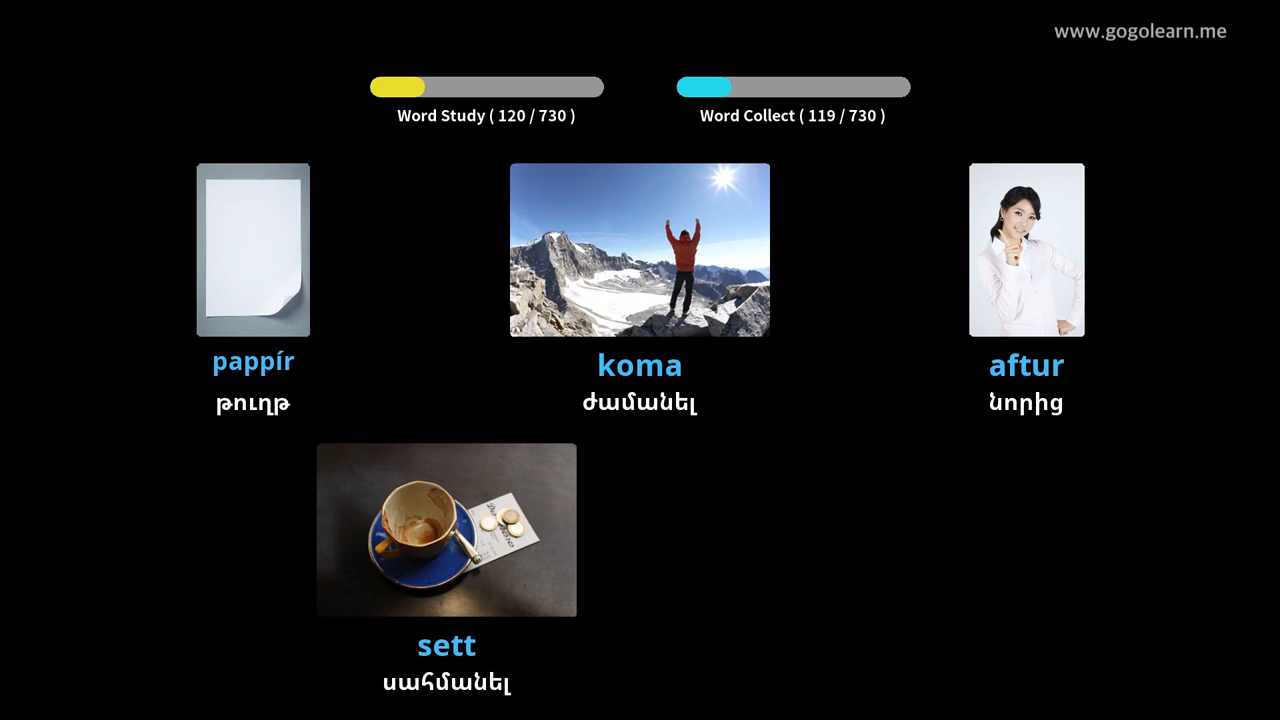 www.gogolearn.me
Word Study ( 120 / 730 )
Word Collect ( 119 / 730 )
pappír
թուղթ
koma
ժամանել
aftur
նորից
sett
սահմանել